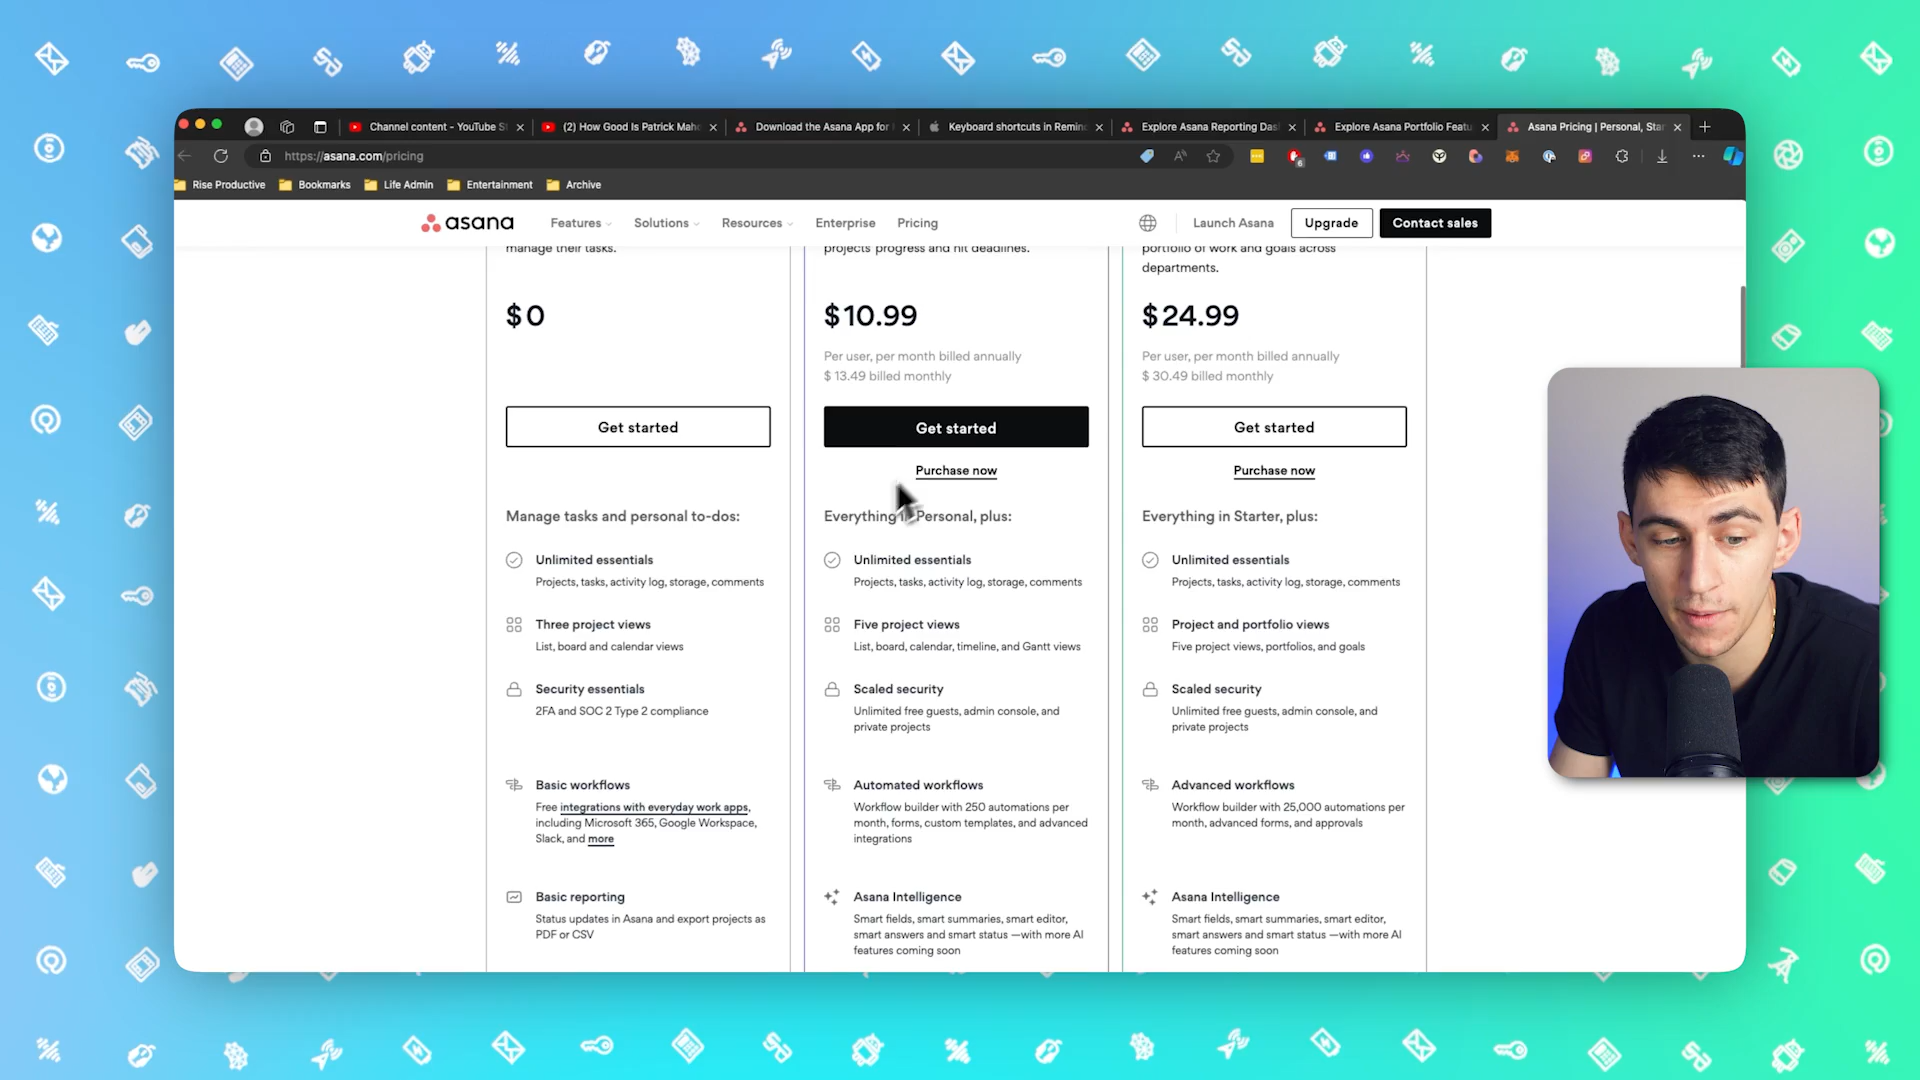 Channel content - YouTube St
(2) How Good Is Patrick Maho
Download the Asana App for
Keyboard shortcuts in Remin
Explore Asana Reporting Das
Explore Asana Portfolio Featu
Asana Pricing | Personal, Star
https://asana.com/pricing
6
Rise Productive
Bookmarks
Life Admin
Entertainment
Archive
asana
Features
Solutions
Resources
Enterprise
Pricing
Launch Asana
Upgrade
Contact sales
manage their tasks.
$0
Get started
Manage tasks and personal to-dos:
Unlimited essentials
Projects, tasks, activity log, storage, comments
Three project views
List, board and calendar views
Security essentials
2FA and SOC 2 Type 2 compliance
Basic workflows
Free integrations with everyday work apps,
including Microsoft 365, Google Workspace,
Slack, and more
Basic reporting
Status updates in Asana and export projects as
PDF or CSV
projects' progress and hit deadlines.
$10.99
Per user, per month billed annually
$ 13.49 billed monthly
Get started
Purchase now
Everything in Personal, plus:
Unlimited essentials
Projects, tasks, activity log, storage, comments
Five project views
List, board, calendar, timeline, and Gantt views
Scaled security
Unlimited free guests, admin console, and
private projects
Automated workflows
Workflow builder with 250 automations per
month, forms, custom templates, and advanced
integrations
Asana Intelligence
Smart fields, smart summaries, smart editor,
smart answers and smart status —with more AI
features coming soon
portfolio of work and goals across
departments.
$24.99
Per user, per month billed annually
$ 30.49 billed monthly
Get started
Purchase now
Everything in Starter, plus:
Unlimited essentials
Projects, tasks, activity log, storage, comments
Project and portfolio views
Five project views, portfolios, and goals
Scaled security
Unlimited free guests, admin console, and
private projects
Advanced workflows
Workflow builder with 25,000 automations per
month, advanced forms, and approvals
Asana Intelligence
Smart fields, smart summaries, smart editor,
smart answers and smart status —with more AI
features coming soon